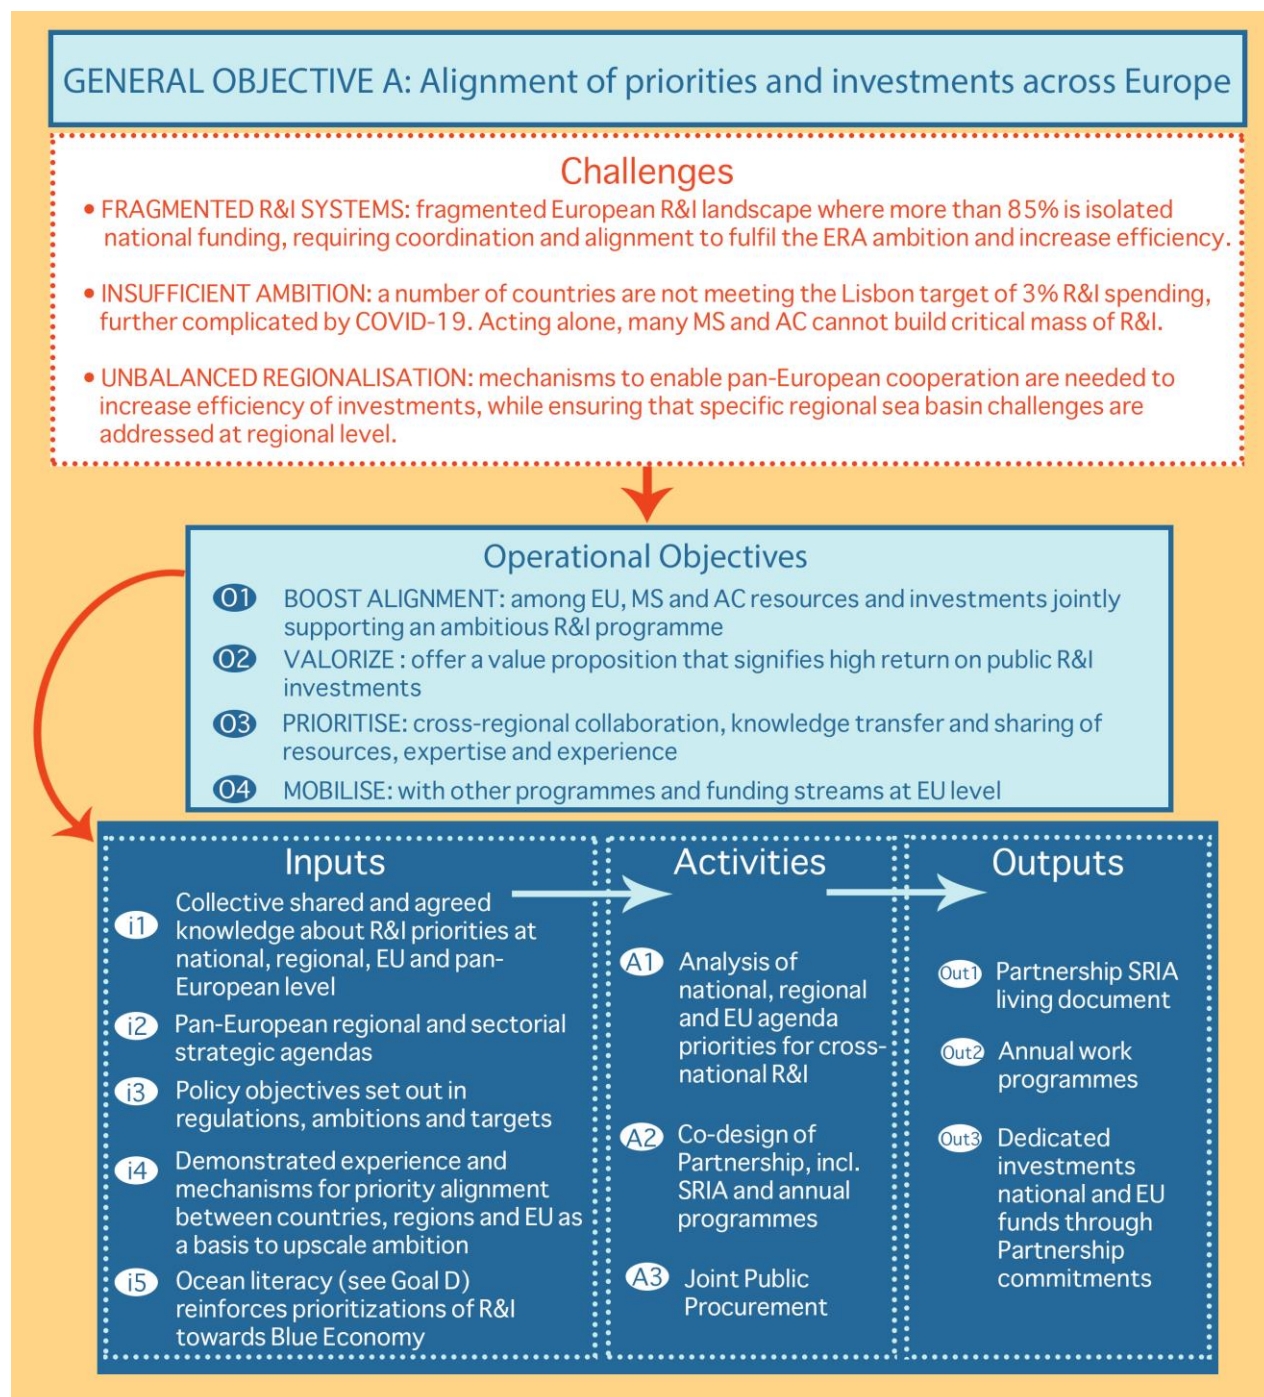 GENERAL OBJECTIVE A: Alignment of priorities and investments across Europe
Challenges
• FRAGMENTED R&I SYSTEMS: fragmented European R&I landscape where more than 85% is isolated
national funding, requiring coordination and alignment to fulfil the ERA ambition and increase efficiency.
• INSUFFICIENT AMBITION: a number of countries are not meeting the Lisbon target of 3% R&I spending,
further complicated by COVID-19. Acting alone, many MS and AC cannot build critical mass of R&I.
• UNBALANCED REGIONALISATION: mechanisms to enable pan-European cooperation are needed to
increase efficiency of investments, while ensuring that specific regional sea basin challenges are
addressed at regional level.
Operational Objectives
O1 BOOST ALIGNMENT: among EU, MS and AC resources and investments jointly
supporting an ambitious R&I programme
O2 VALORIZE : offer a value proposition that signifies high return on public R&I
investments
O3 PRIORITISE: cross-regional collaboration, knowledge transfer and sharing of
resources, expertise and experience
O4 MOBILISE: with other programmes and funding streams at EU level
Inputs
i1 Collective shared and agreed
knowledge about R&I priorities at
national, regional, EU and pan-
European level
i2 Pan-European regional and sectorial
strategic agendas
i3 Policy objectives set out in
regulations, ambitions and targets
i4 Demonstrated experience and
mechanisms for priority alignment
between countries, regions and EU as
a basis to upscale ambition
i5 Ocean literacy (see Goal D)
reinforces prioritizations of R&I
towards Blue Economy
Activities
A1 Analysis of
national, regional
and EU agenda
priorities for cross-
national R&I
A2 Co-design of
Partnership, incl.
SRIA and annual
programmes
A3 Joint Public
Procurement
Outputs
Out1 Partnership SRIA
living document
Out2 Annual work
programmes
Out3 Dedicated
investments
national and EU
funds through
Partnership
commitments